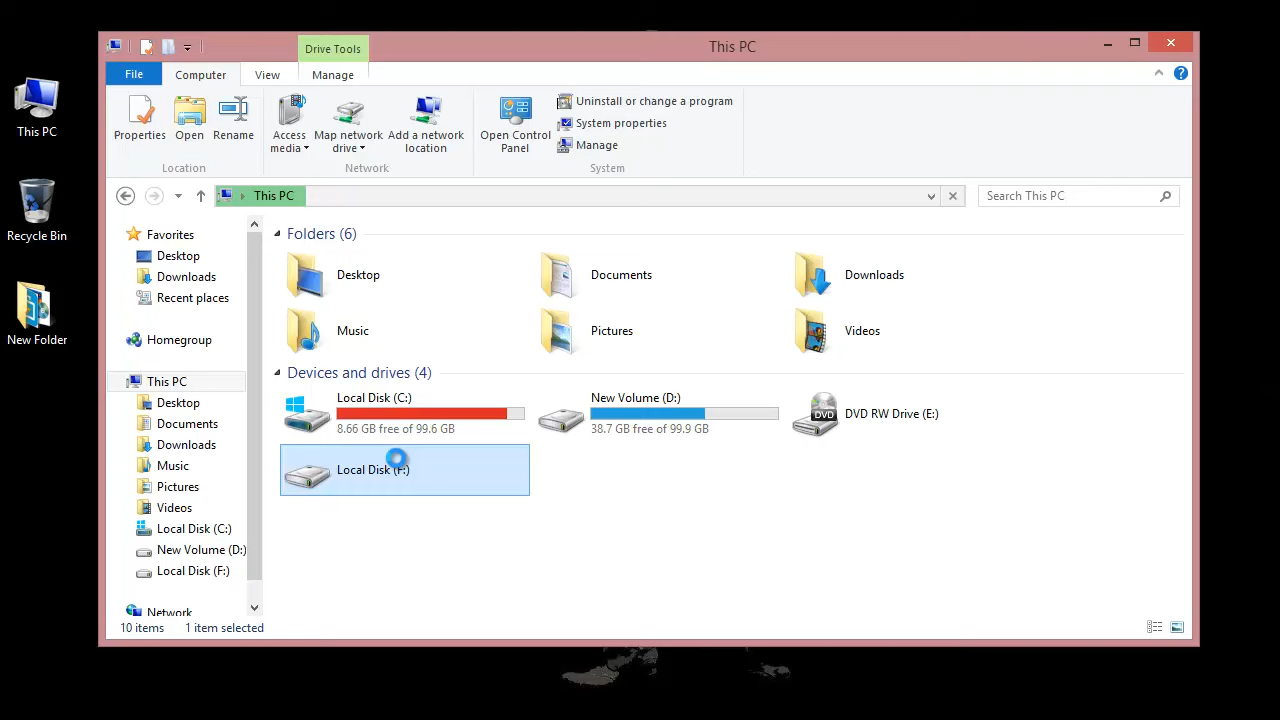 Drive Tools
This PC
File
Computer
View
Manage
Properties
Open
Rename
Access media
Map network drive
Add a network location
Open Control Panel
Uninstall or change a program
System properties
Manage
Location
Network
System
This PC
Search This PC
This PC
Recycle Bin
New Folder
Favorites
Desktop
Downloads
Recent places
Homegroup
This PC
Desktop
Documents
Downloads
Music
Pictures
Videos
Local Disk (C:)
New Volume (D:)
Local Disk (F:)
Network
Folders (6)
Desktop
Documents
Downloads
Music
Pictures
Videos
Devices and drives (4)
Local Disk (C:)
8.66 GB free of 99.6 GB
New Volume (D:)
38.7 GB free of 99.9 GB
DVD
DVD RW Drive (E:)
Local Disk (F:)
10 items
1 item selected